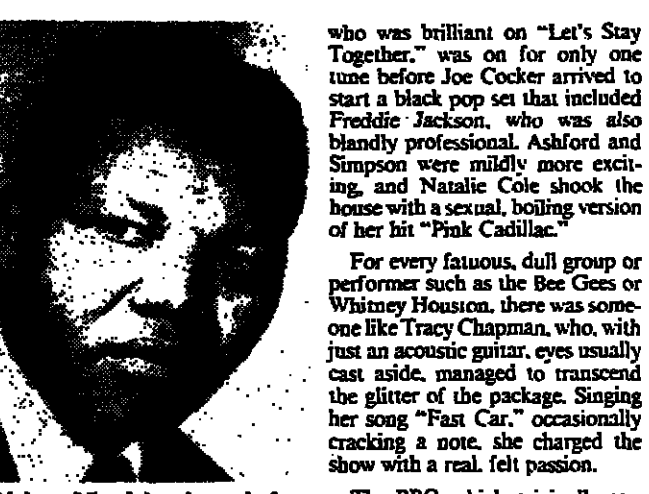 who was brilliant on "Let's Stay
Together," was on for only one
tune before Joe Cocker arrived to
start a black pop set that included
Freddie Jackson, who was also
blandly professional. Ashford and
Simpson were mildly more excit-
ing, and Natalie Cole shook the
house with a sexual, boiling version
of her hit "Pink Cadillac."
For every fatuous, dull group or
performer such as the Bee Gees or
Whitney Houston, there was some-
one like Tracy Chapman, who, with
just an acoustic guitar, eyes usually
cast aside, managed to transcend
the glitter of the package. Singing
her song "Fast Car," occasionally
cracking a note, she charged the
show with a real, felt passion.